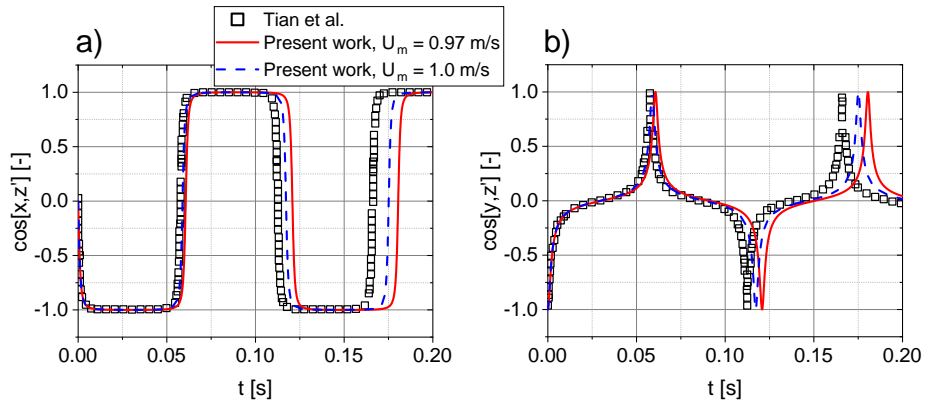 Tian et al.
Present work, U_m = 0.97 m/s
Present work, U_m = 1.0 m/s
a)
b)
cos[x,z'] [-]
1.0
0.5
0.0
-0.5
-1.0
0.00
0.05
0.10
0.15
0.20
t [s]
cos[y,z'] [-]
1.0
0.5
0.0
-0.5
-1.0
0.00
0.05
0.10
0.15
0.20
t [s]